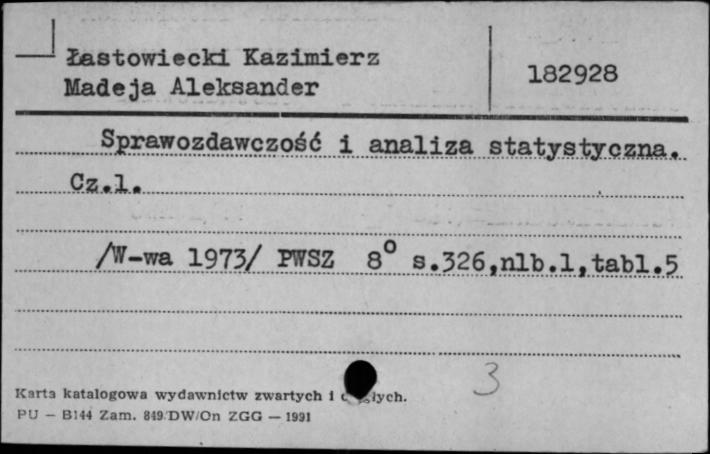 Łastowiecki Kazimierz
Madeja Aleksander
182928
Sprawozdawczość i analiza statystyczna.
Cz.1.
/W-wa 1973/ PWSZ 8° s.326,nlb.1,tabl.5
3
Karta katalogowa wydawnictw zwartych i
PU — B144 Zam. 849/DW/On ZGG — 1991